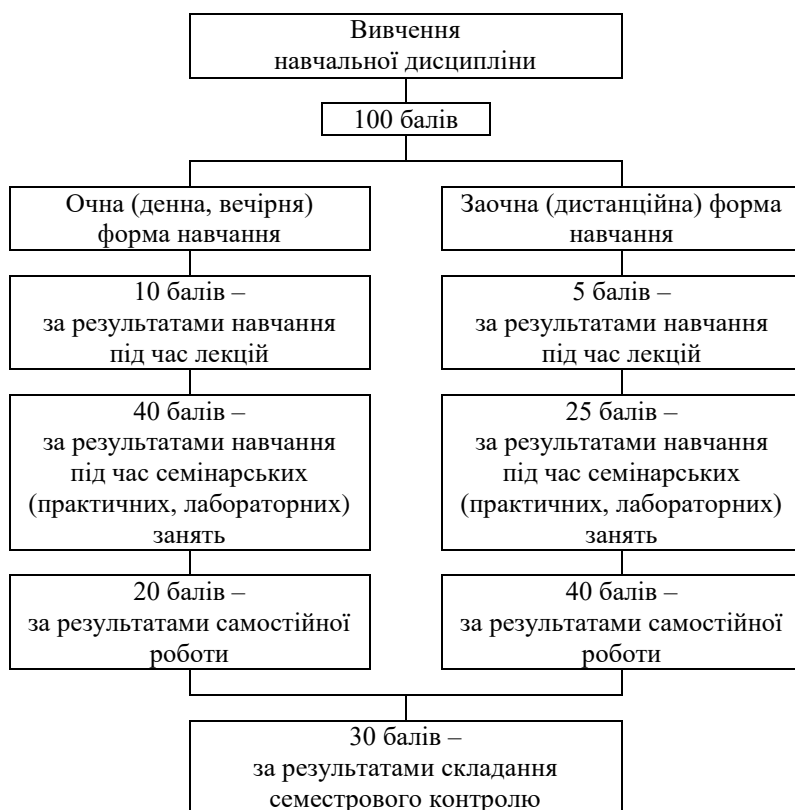 Вивчення
навчальної дисципліни
100 балів
Очна (денна, вечірня)
форма навчання
10 балів –
за результатами навчання
під час лекцій
40 балів –
за результатами навчання
під час семінарських
(практичних, лабораторних)
занять
20 балів –
за результатами самостійної
роботи
Заочна (дистанційна) форма
навчання
5 балів –
за результатами навчання
під час лекцій
25 балів –
за результатами навчання
під час семінарських
(практичних, лабораторних)
занять
40 балів –
за результатами самостійної
роботи
30 балів –
за результатами складання
семестрового контролю